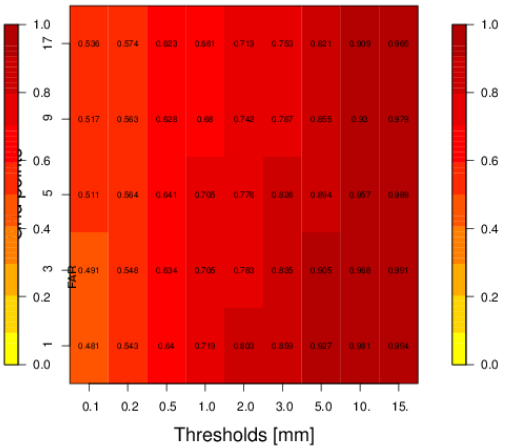 1.0
0.8
0.6
0.4
0.2
0.0
Grid points
FAR
17 0.536 0.574 0.623 0.661 0.713 0.753 0.821 0.909 0.965
9 0.517 0.563 0.628 0.68 0.742 0.787 0.855 0.93 0.979
5 0.511 0.564 0.641 0.705 0.778 0.826 0.894 0.957 0.989
3 0.491 0.548 0.634 0.705 0.783 0.835 0.905 0.968 0.991
1 0.481 0.543 0.64 0.719 0.803 0.859 0.927 0.981 0.994
0.1 0.2 0.5 1.0 2.0 3.0 5.0 10. 15.
Thresholds [mm]
1.0
0.8
0.6
0.4
0.2
0.0